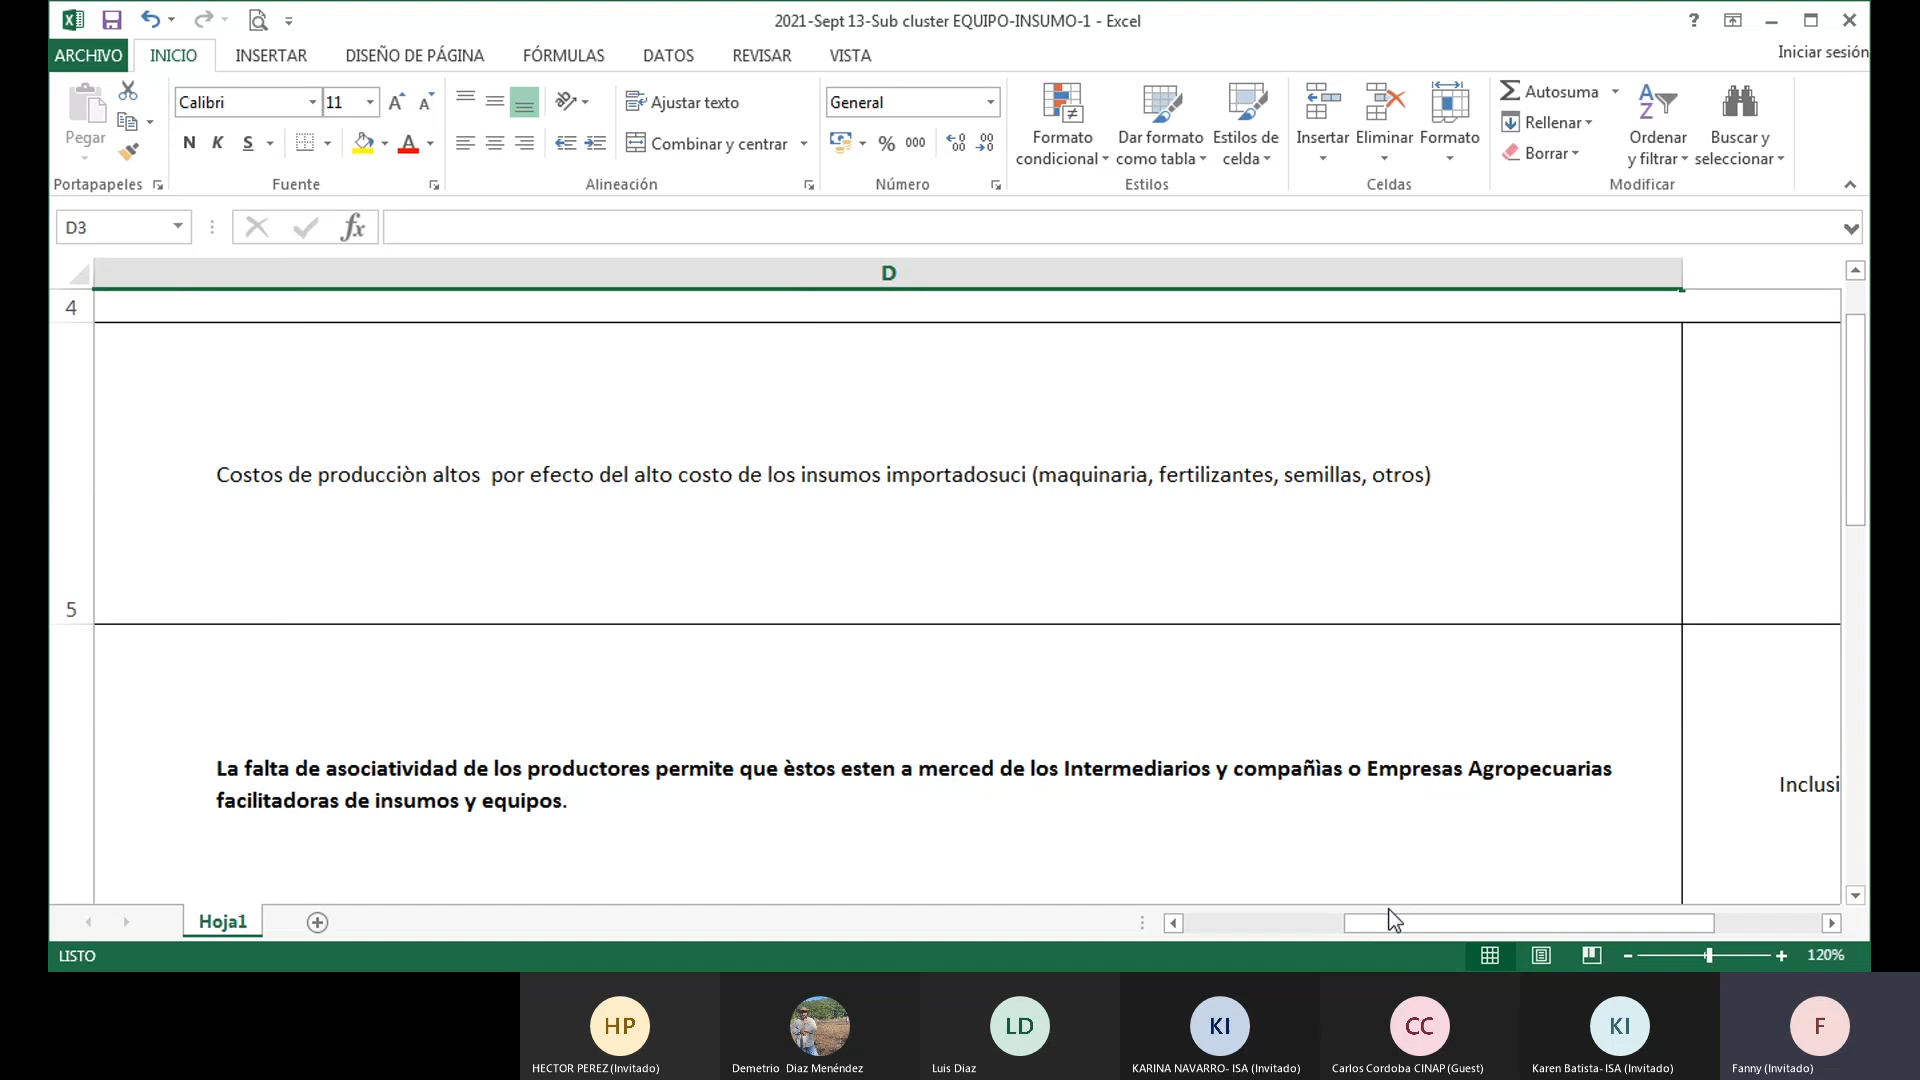 2021-Sept 13-Sub cluster EQUIPO-INSUMO-1 - Excel
?
ARCHIVO INICIO INSERTAR DISEÑO DE PÁGINA FÓRMULAS DATOS REVISAR VISTA Iniciar sesión
Calibri 11 A A Ajustar texto General
Autosuma
Rellenar
Borrar
Pegar
N K S A Combinar y centrar % 000
Formato condicional
Dar formato como tabla
Estilos de celda
Insertar Eliminar Formato
Ordenar y filtrar
Buscar y seleccionar
Portapapeles Fuente Alineación Número Estilos Celdas Modificar
D3 fx
D
4
Costos de producciòn altos  por efecto del alto costo de los insumos importadosuci (maquinaria, fertilizantes, semillas, otros)
5
La falta de asociatividad de los productores permite que èstos esten a merced de los Intermediarios y compañìas o Empresas Agropecuarias
facilitadoras de insumos y equipos.
Inclusi
Hoja1
LISTO 120%
HP LD KI CC KI F
HECTOR PEREZ (Invitado) Demetrio Diaz Menéndez Luis Diaz KARINA NAVARRO- ISA (Invitado) Carlos Cordoba CINAP (Guest) Karen Batista- ISA (Invitado) Fanny (Invitado)